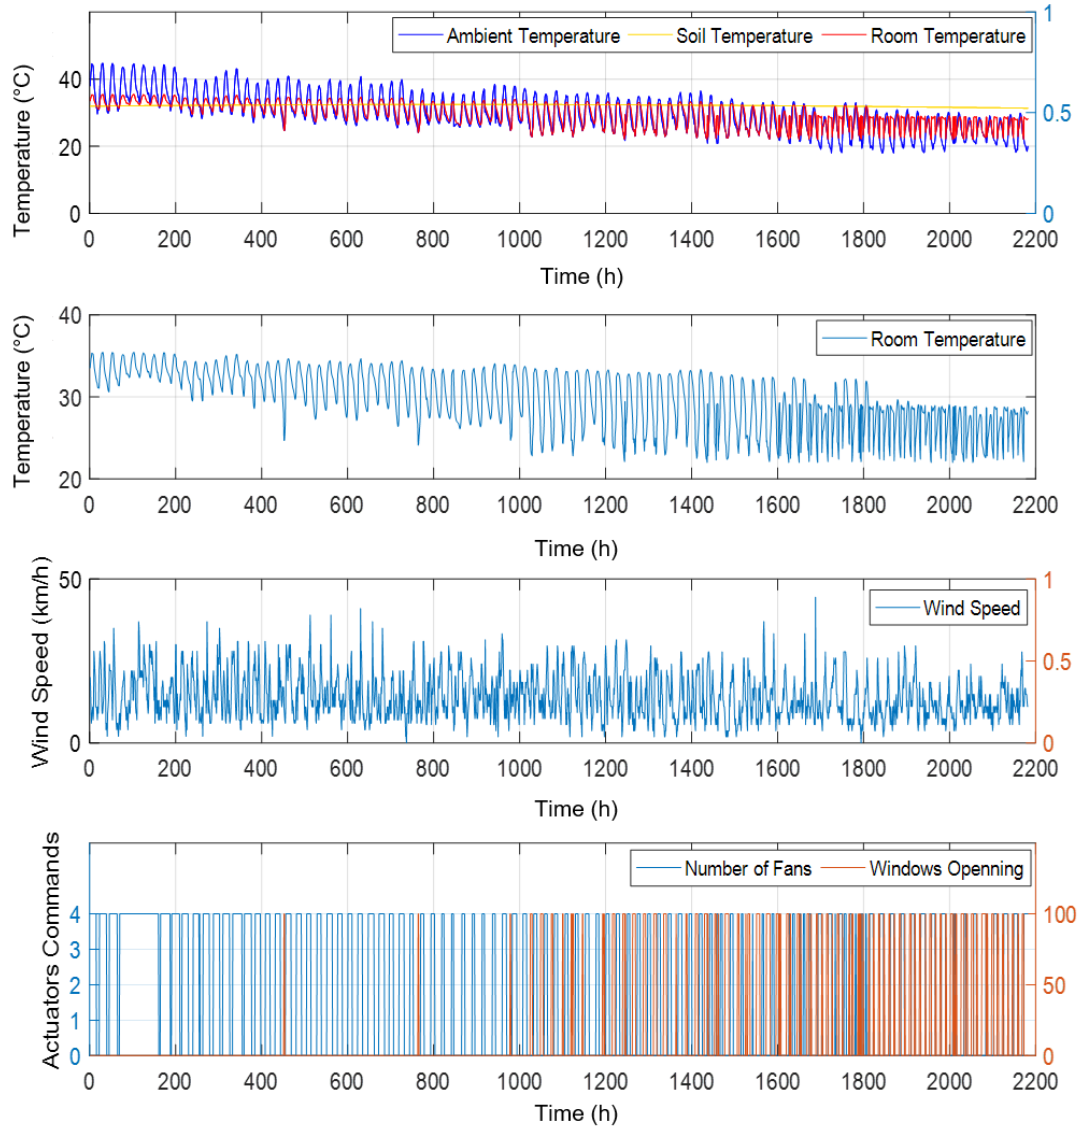 Ambient Temperature Soil Temperature Room Temperature
Temperature (°C)
40
20
0
1
0.5
0
0 200 400 600 800 1000 1200 1400 1600 1800 2000 2200
Time (h)
Room Temperature
Temperature (°C)
40
30
20
0 200 400 600 800 1000 1200 1400 1600 1800 2000 2200
Time (h)
Wind Speed
Wind Speed (km/h)
50
0
1
0.5
0
0 200 400 600 800 1000 1200 1400 1600 1800 2000 2200
Time (h)
Number of Fans Windows Openning
Actuators Commands
4
3
2
1
0
100
50
0
0 200 400 600 800 1000 1200 1400 1600 1800 2000 2200
Time (h)